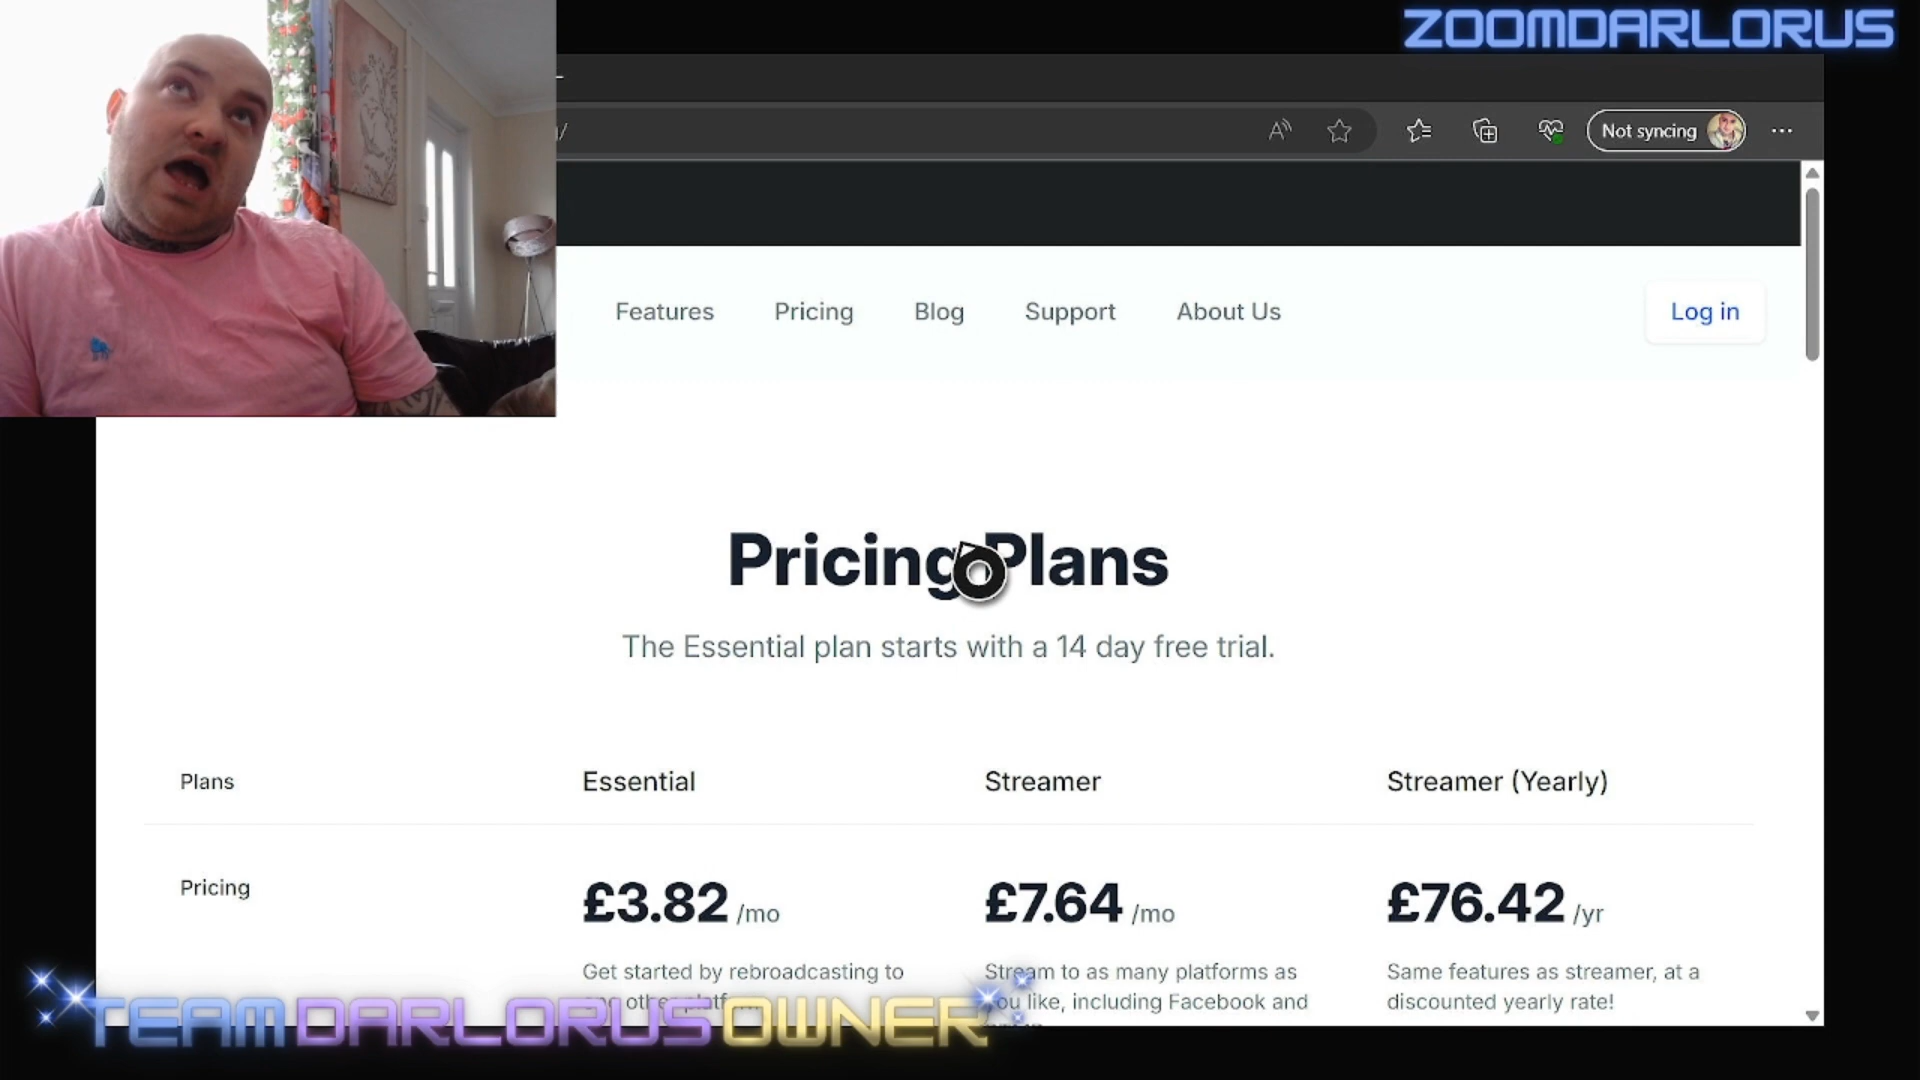 ZOOMDARLORUS
/
Not syncing
Features
Pricing
Blog
Support
About Us
Log in
Pricing Plans
The Essential plan starts with a 14 day free trial.
Plans
Essential
Streamer
Streamer (Yearly)
Pricing
£3.82 /mo
£7.64 /mo
£76.42 /yr
Get started by rebroadcasting to
one other
Stream to as many platforms as
you like, including Facebook and
Same features as streamer, at a
discounted yearly rate!
TEAMDARLORUSOWNER